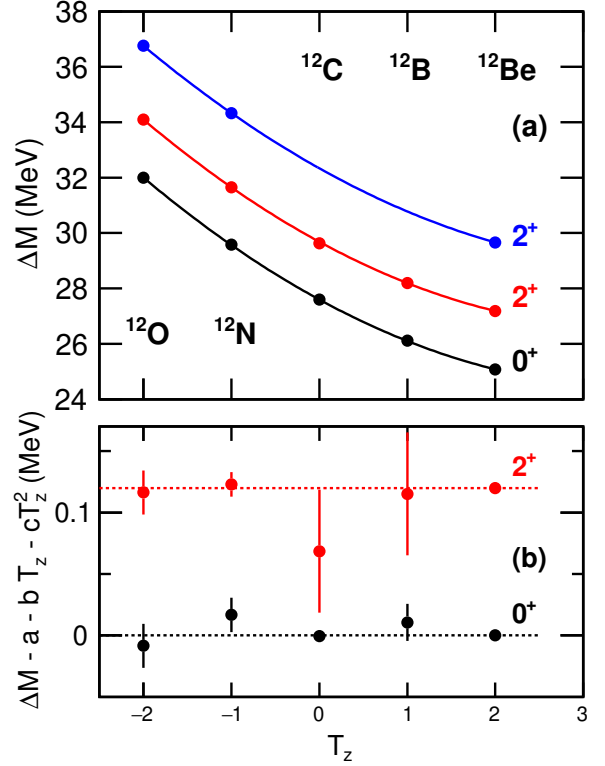 38
36
34
32
30
28
26
24
ΔM (MeV)
¹²C ¹²B ¹²Be
(a)
2⁺
2⁺
0⁺
¹²O ¹²N
0.1
0
ΔM - a - b T_z - cT_z² (MeV)
2⁺
(b)
0⁺
−2 −1 0 1 2 3
T_z